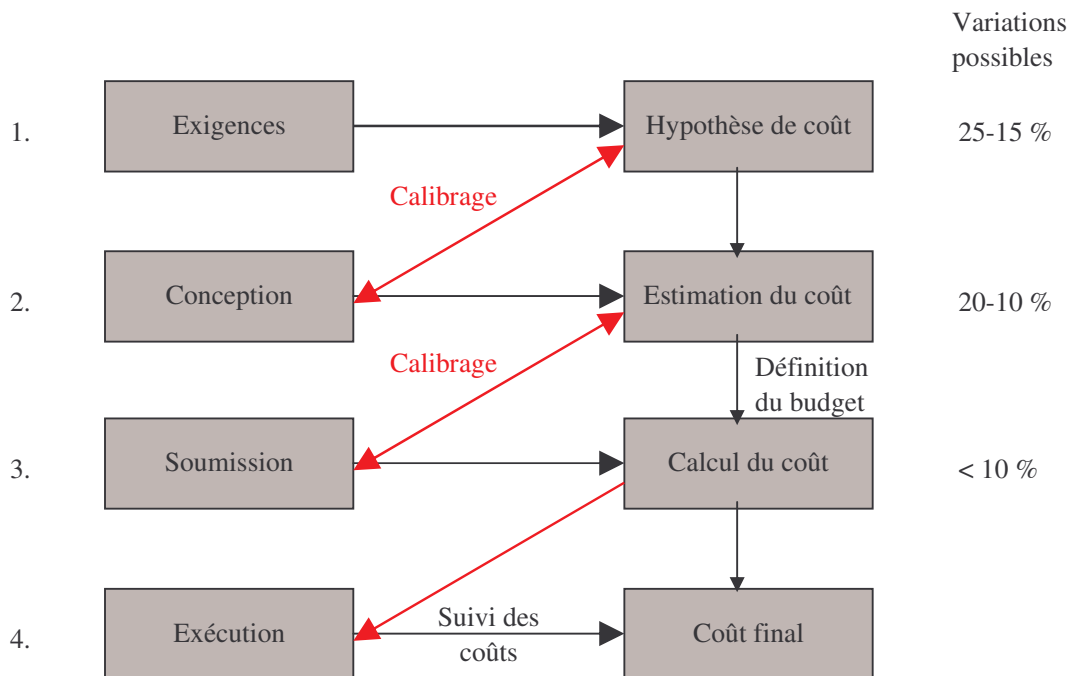 Variations
possibles
1.
Exigences
Hypothèse de coût
25-15 %
Calibrage
2.
Conception
Estimation du coût
20-10 %
Calibrage
Définition
du budget
3.
Soumission
Calcul du coût
< 10 %
4.
Exécution
Suivi des
coûts
Coût final